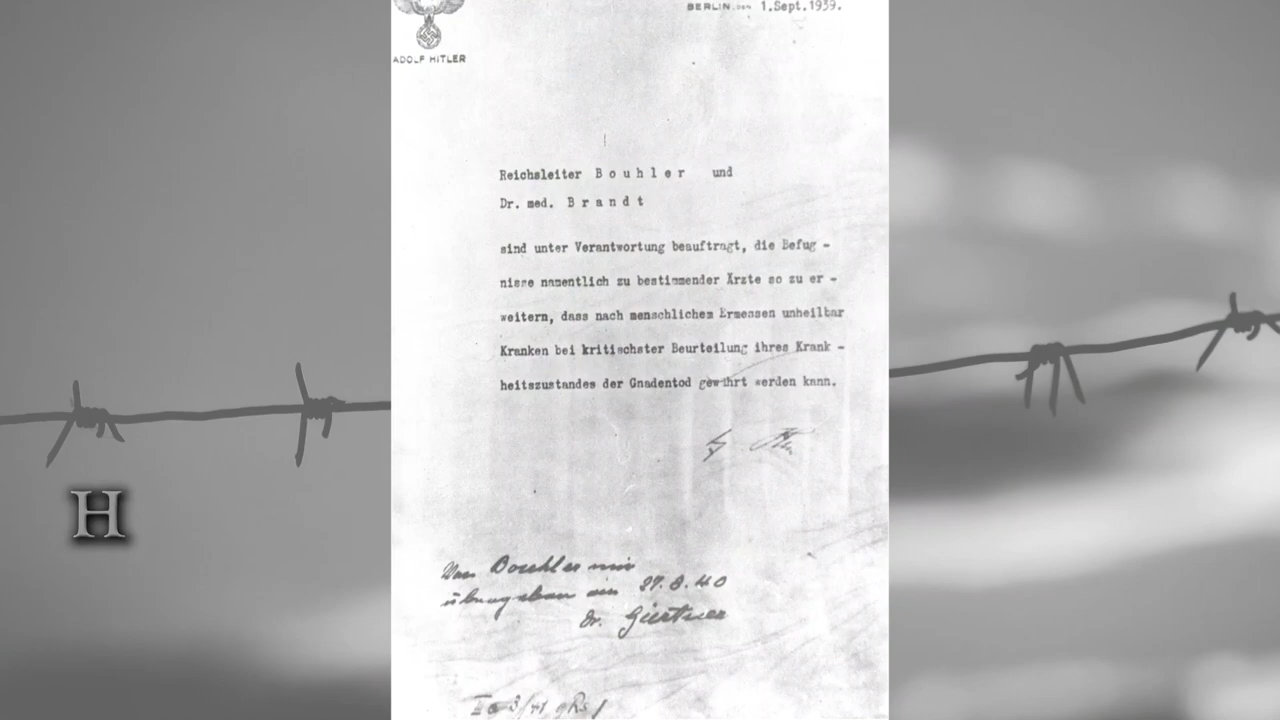 BERLIN, DEN 1.Sept.1939.
ADOLF HITLER
Reichsleiter B o u h l e r und
Dr. med. B r a n d t
sind unter Verantwortung beauftragt, die Befug -
nisse namentlich zu bestimmender Ärzte so zu er -
weitern, dass nach menschlichem Ermessen unheilbar
Kranken bei kritischster Beurteilung ihres Krank -
heitszustandes der Gnadentod gewährt werden kann.
Von Bouhler mir
übergeben am 27.8.40
Dr. Gürtner
H